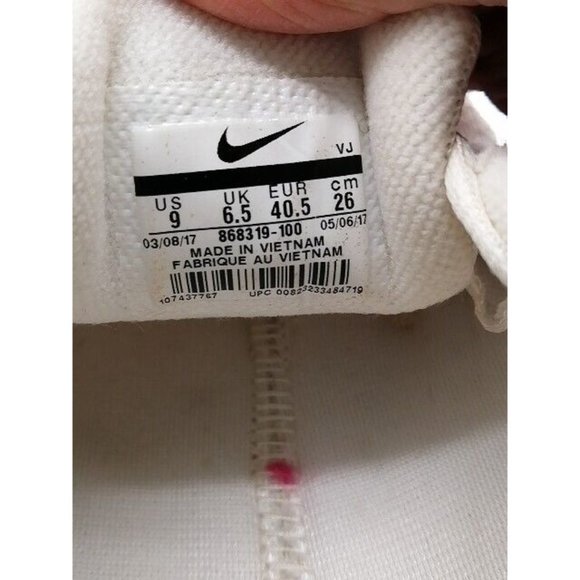 VJ
US UK EUR cm
9 6.5 40.5 26
03/08/17 868319-100 05/06/17
MADE IN VIETNAM
FABRIQUE AU VIETNAM
107437767 UPC 00823233484719